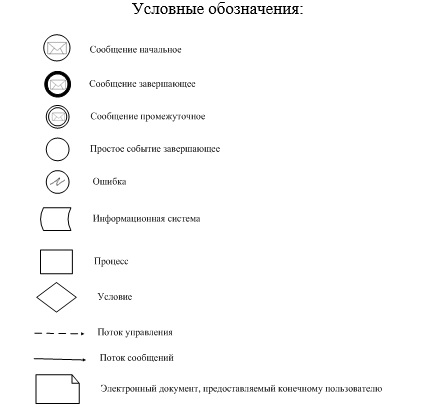 Условные обозначения:
Сообщение начальное
Сообщение завершающее
Сообщение промежуточное
Простое событие завершающее
Ошибка
Информационная система
Процесс
Условие
Поток управления
Поток сообщений
Электронный документ, предоставляемый конечному пользователю